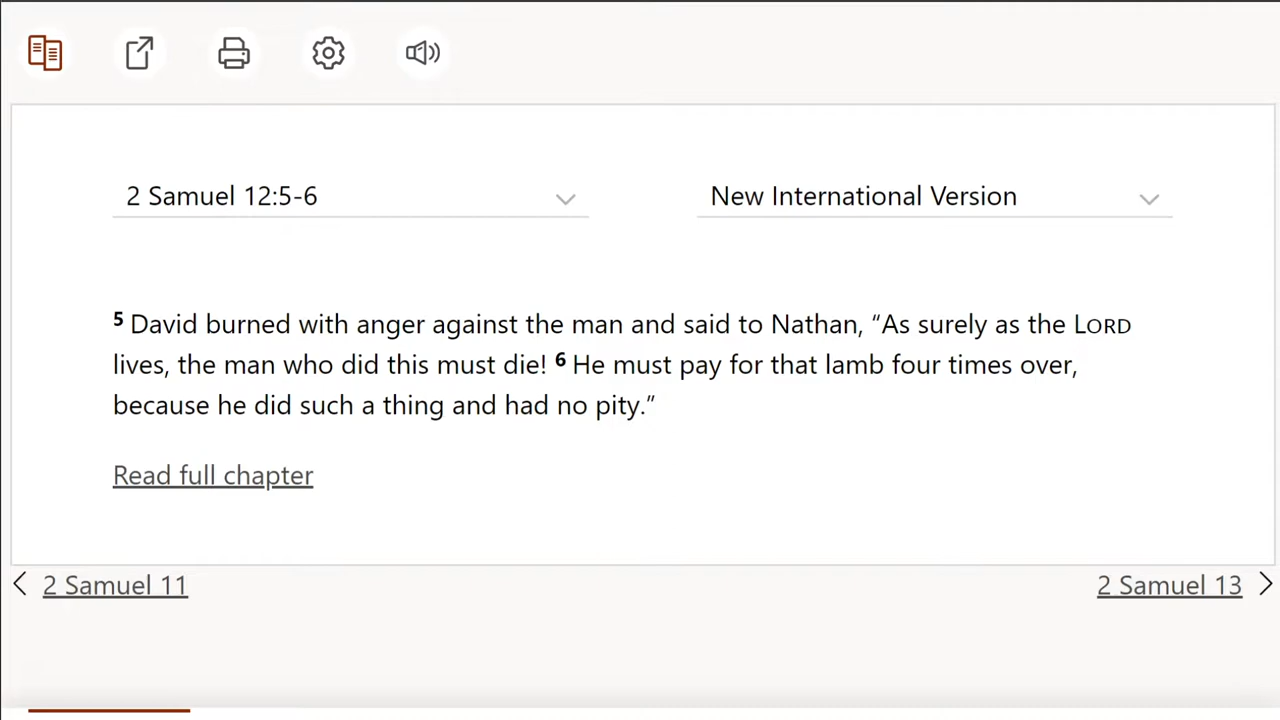 2 Samuel 12:5-6
New International Version
5 David burned with anger against the man and said to Nathan, “As surely as the LORD
lives, the man who did this must die! 6 He must pay for that lamb four times over,
because he did such a thing and had no pity.”
Read full chapter
2 Samuel 11
2 Samuel 13